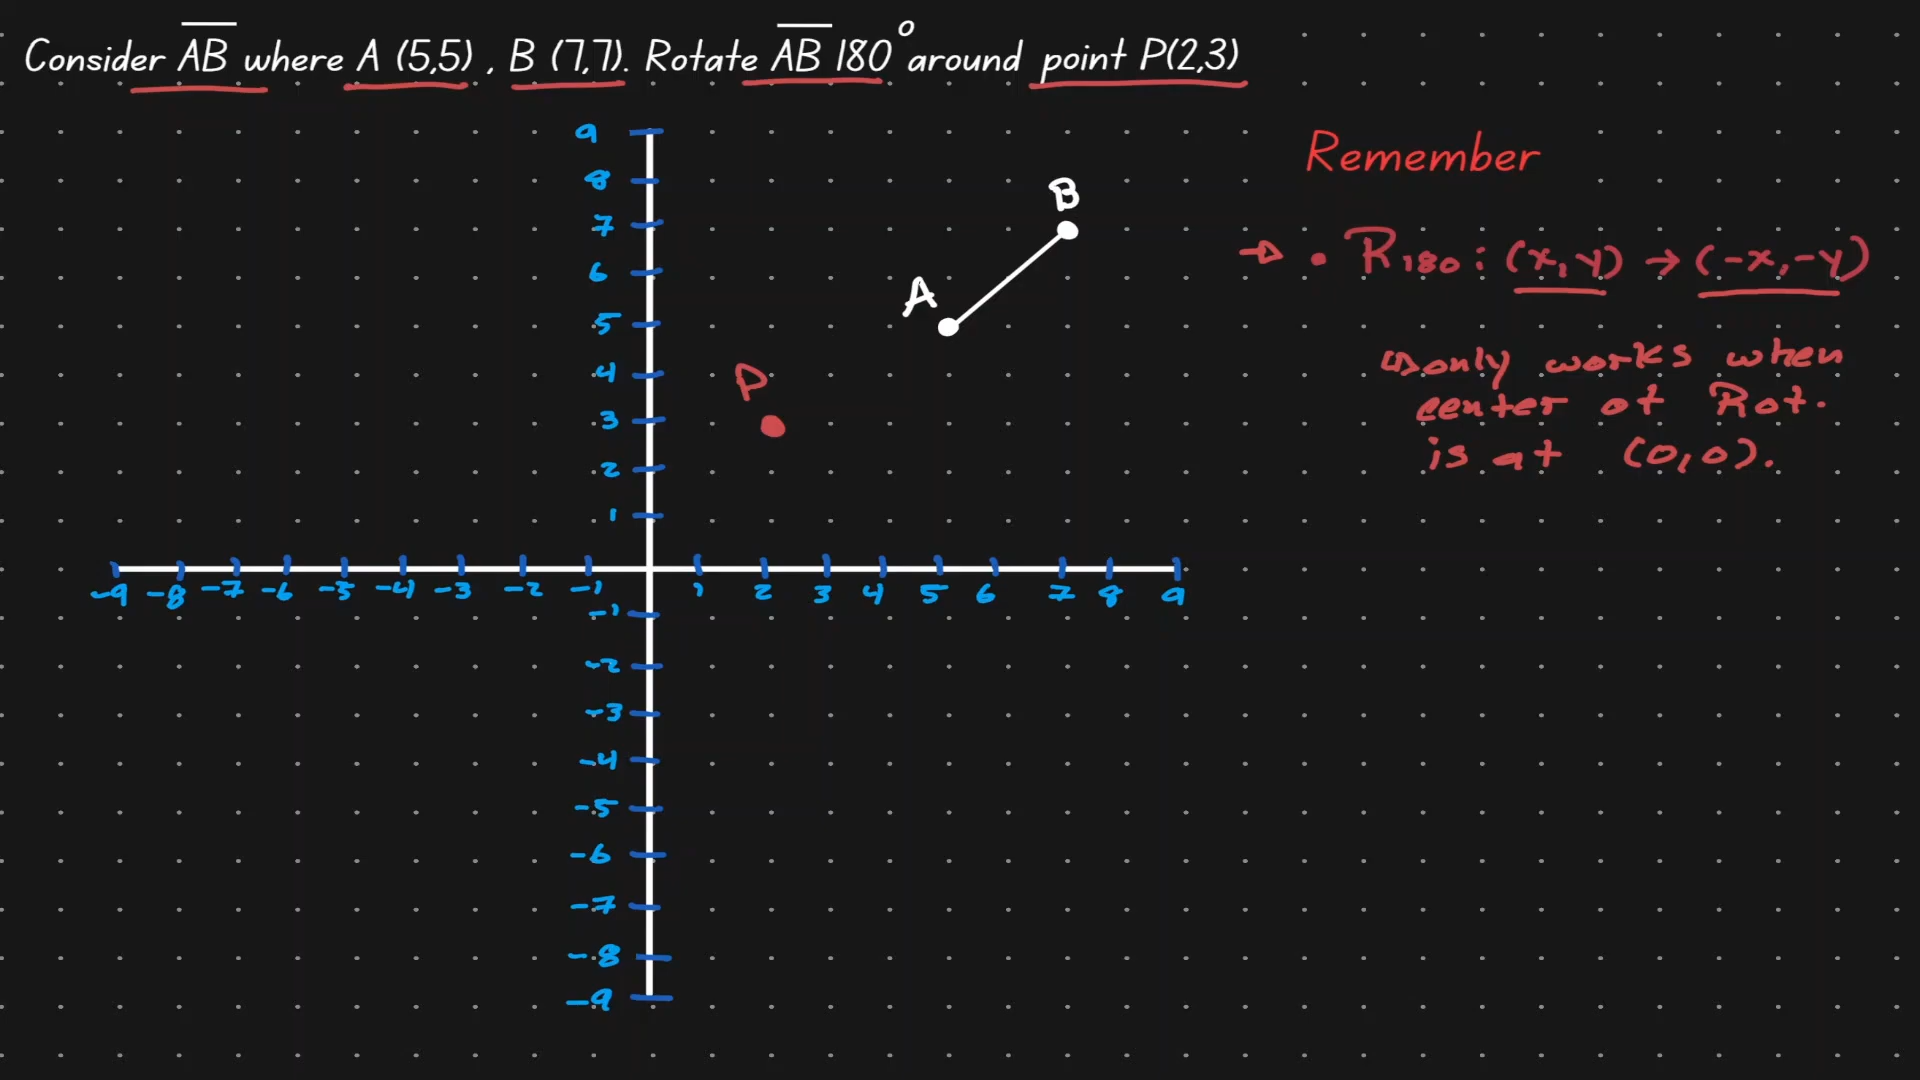 Consider AB where A (5,5) , B (7,7). Rotate AB 180° around point P(2,3)
Remember
→ • R180 : (x,y) → (-x,-y)
↳ only works when
center of Rot.
is at (0,0).
9
8
7
6
5
4
3
2
1
B
A
P
-9 -8 -7 -6 -5 -4 -3 -2 -1 1 2 3 4 5 6 7 8 9
-1
-2
-3
-4
-5
-6
-7
-8
-9